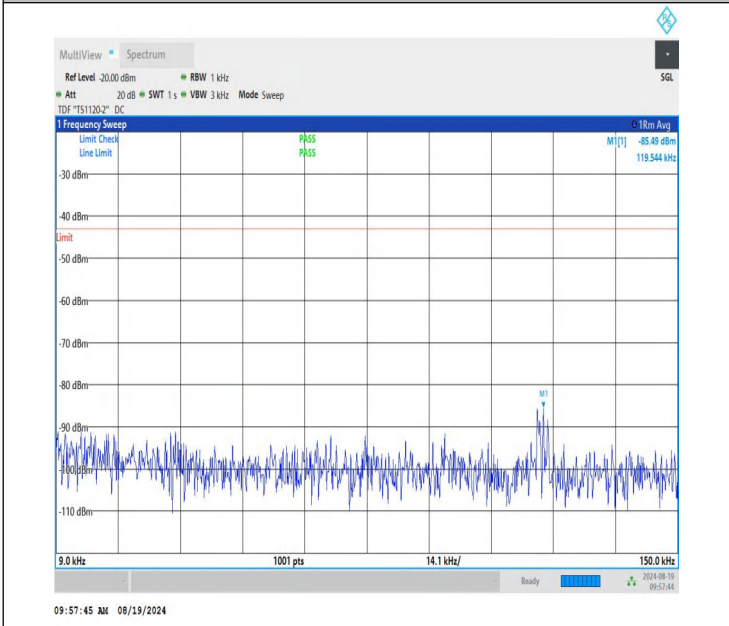 R S
MultiView Spectrum
Ref Level -20.00 dBm RBW 1 kHz SGL
Att 20 dB SWT 1 s VBW 3 kHz Mode Sweep
TDF "TS1120-2" DC
1 Frequency Sweep 1Rm Avg
Limit Check PASS M1[1] -85.49 dBm
Line Limit PASS 119.544 kHz
-30 dBm
-40 dBm
Limit
-50 dBm
-60 dBm
-70 dBm
-80 dBm
M1
-90 dBm
-100 dBm
-110 dBm
9.0 kHz 1001 pts 14.1 kHz/ 150.0 kHz
Ready 2024-08-19
09:57:44
09:57:45 AM 08/19/2024